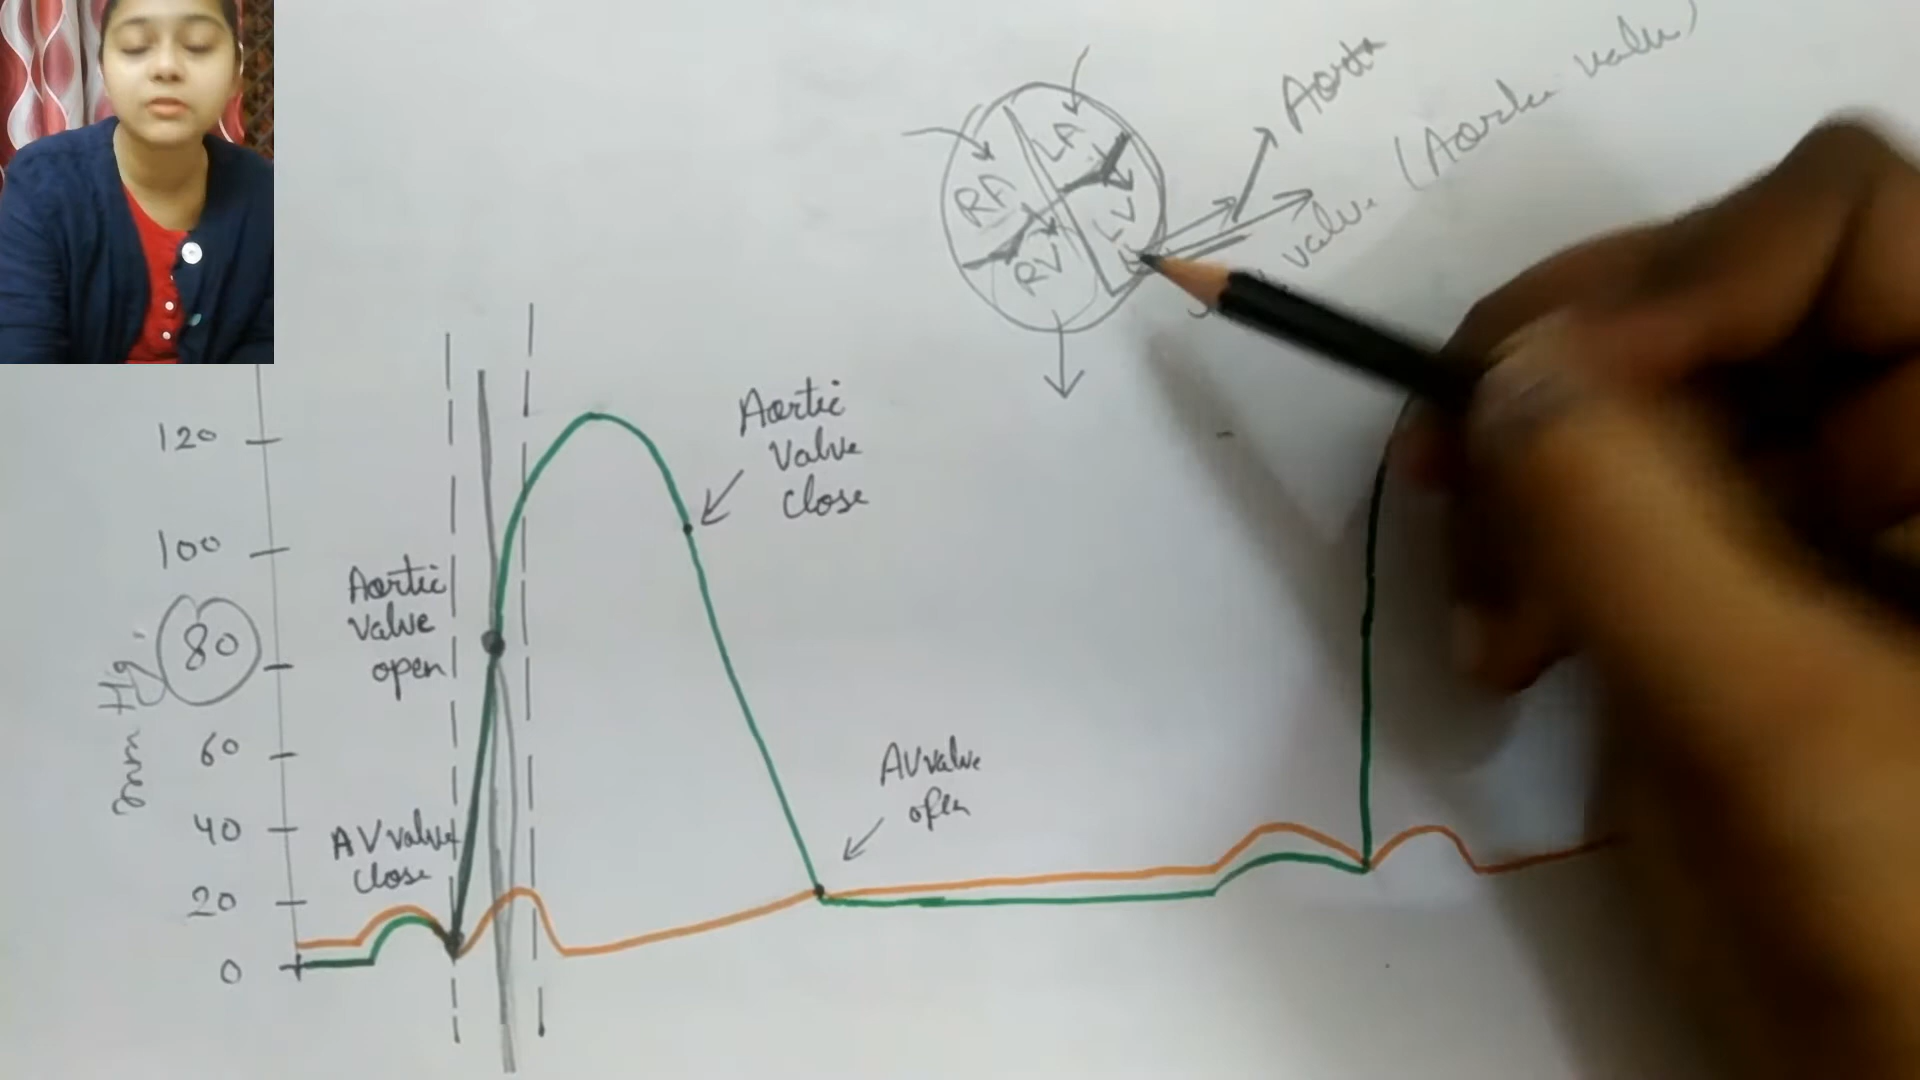 Aorta
valve (Aortic valve)
RA
LA
RV
LV
120
100
80
60
40
20
0
mm Hg.
Aortic
valve
open
AV valve
close
Aortic
Valve
close
AV valve
open